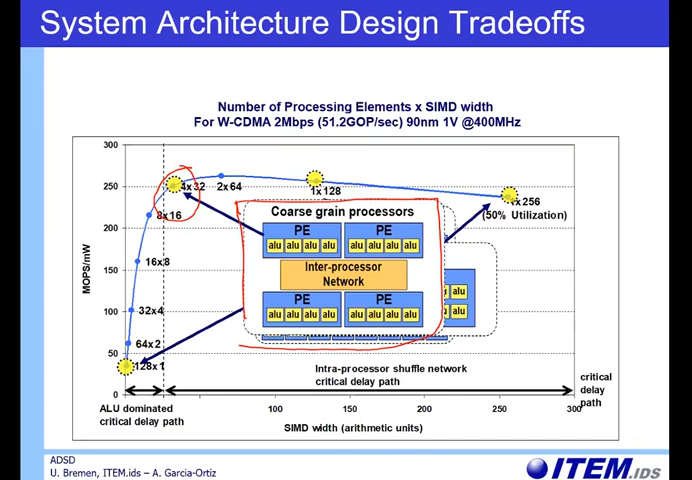 System Architecture Design Tradeoffs
Number of Processing Elements x SIMD width
For W-CDMA 2Mbps (51.2GOP/sec) 90nm 1V @400MHz
MOPS/mW
300
250
200
150
100
50
0
4x32
2x64
1x128
1x256
(50% Utilization)
8x16
16x8
32x4
64x2
128x1
Coarse grain processors
PE
alu alu alu alu
PE
alu alu alu alu
Inter-processor
Network
PE
alu alu alu alu
PE
alu alu alu alu
alu
alu
Intra-processor shuffle network
critical delay path
critical
delay
path
ALU dominated
critical delay path
50
100
150
200
250
300
SIMD width (arithmetic units)
ADSD
U. Bremen, ITEM.ids – A. Garcia-Ortiz
ITEM.IDS